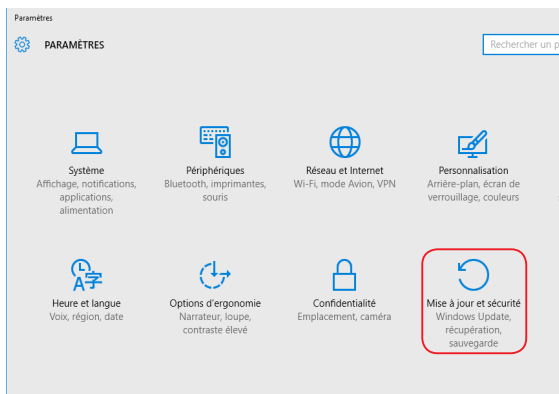 Paramètres
PARAMÈTRES
Rechercher un p
Système
Affichage, notifications,
applications,
alimentation
Périphériques
Bluetooth, imprimantes,
souris
Réseau et Internet
Wi-Fi, mode Avion, VPN
Personnalisation
Arrière-plan, écran de
verrouillage, couleurs
Heure et langue
Voix, région, date
Options d'ergonomie
Narrateur, loupe,
contraste élevé
Confidentialité
Emplacement, caméra
Mise à jour et sécurité
Windows Update,
récupération,
sauvegarde